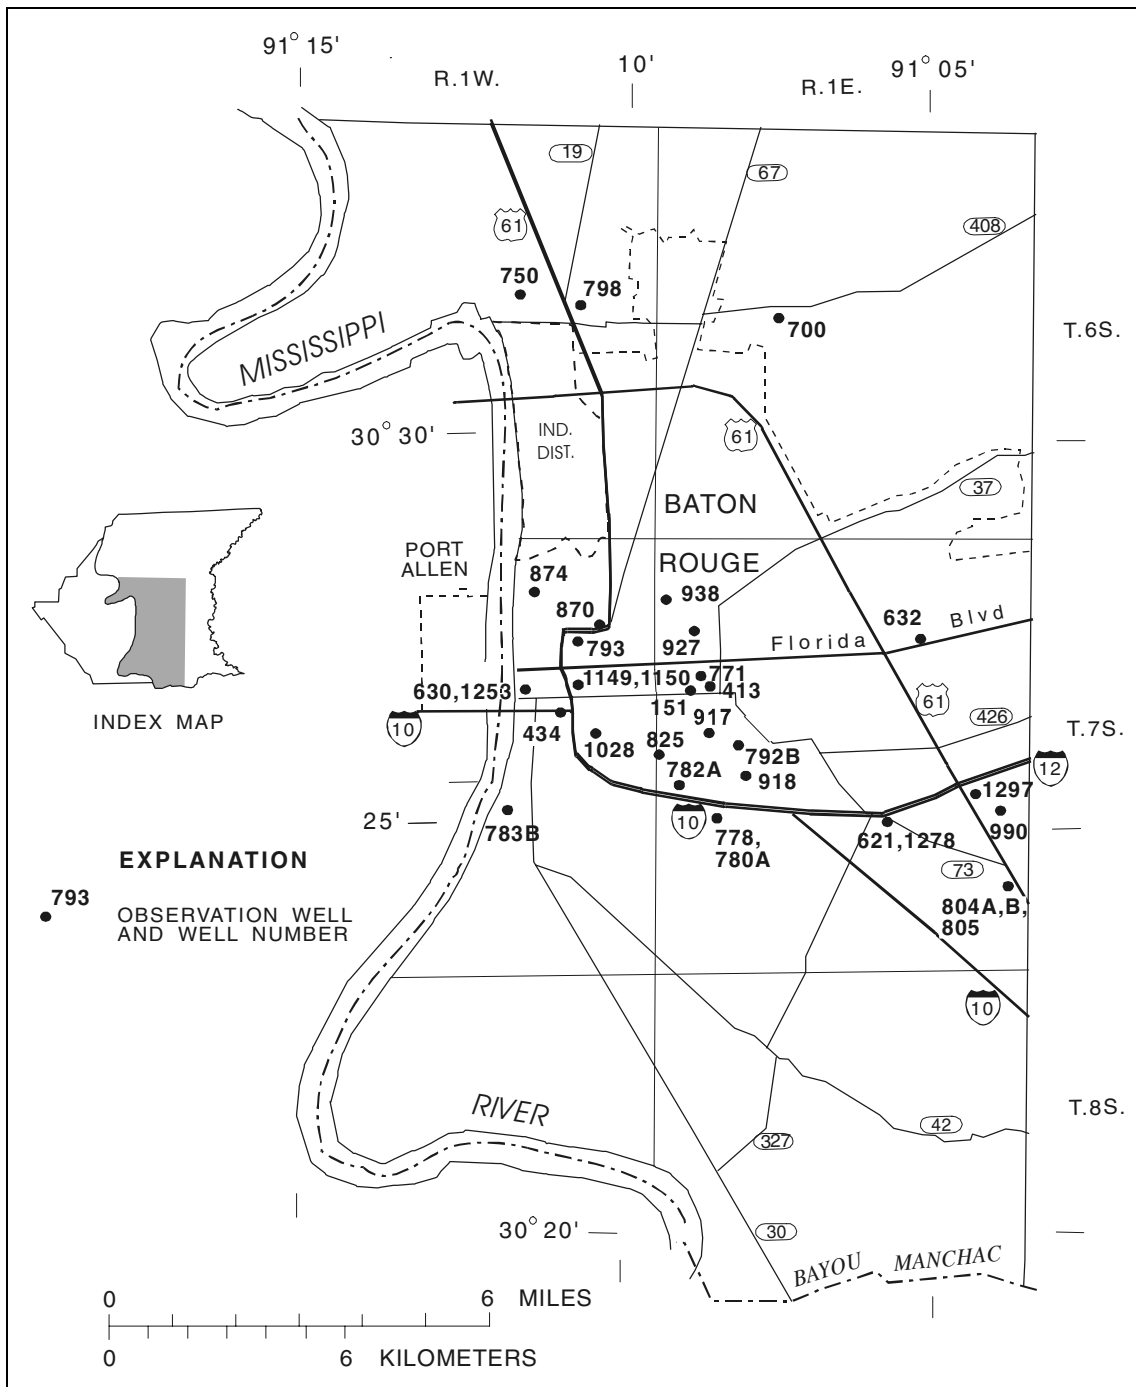 91° 15'
10'
91° 05'
R.1W.
R.1E.
19
67
61
408
750
798
700
T.6S.
MISSISSIPPI
30° 30'
IND.
DIST.
61
37
BATON
ROUGE
PORT
ALLEN
874
938
870
632
Blvd
793
927
Florida
1149,1150
771
630,1253
413
151
61
INDEX MAP
10
434
917
426
T.7S.
1028
825
792B
12
782A
918
1297
25'
783B
10
990
778,
780A
621,1278
EXPLANATION
73
793
OBSERVATION WELL
AND WELL NUMBER
804A,B,
805
10
RIVER
T.8S.
42
327
30° 20'
30
BAYOU MANCHAC
0 6 MILES
0 6 KILOMETERS